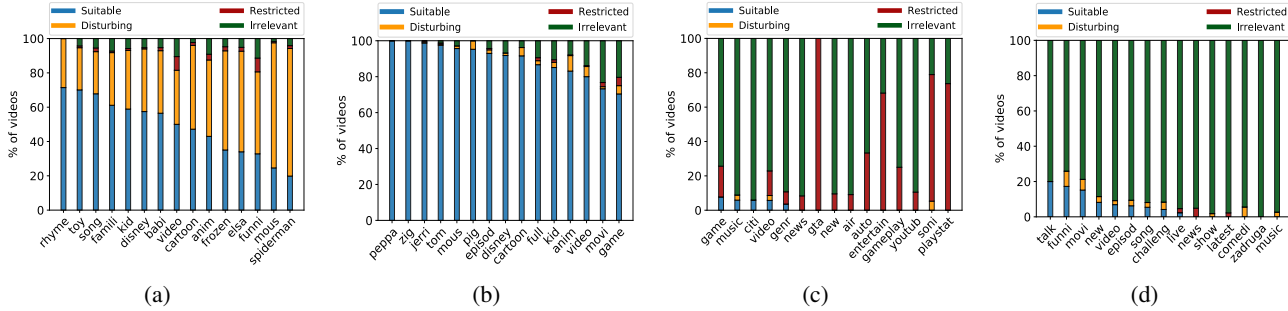 Suitable Restricted
Disturbing Irrelevant
% of videos
100
80
60
40
20
0
rhyme toy song famili kid disney babi video cartoon anim frozen elsa funni mous spiderman
(a)
Suitable Restricted
Disturbing Irrelevant
% of videos
100
80
60
40
20
0
peppa zig jerri tom mous pig episod disney cartoon full kid anim video movi game
(b)
Suitable Restricted
Disturbing Irrelevant
% of videos
100
80
60
40
20
0
game music citi video genr news gta new air auto entertain gameplay youtub soni playstat
(c)
Suitable Restricted
Disturbing Irrelevant
% of videos
100
80
60
40
20
0
talk funni movi new video episod song challeng live news show latest comedi zadruga music
(d)